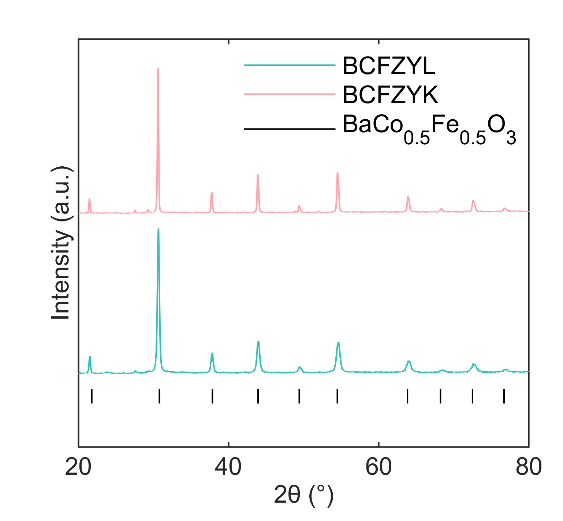 BCFZYL
BCFZYK
BaCo0.5Fe0.5O3
Intensity (a.u.)
20 40 60 80
2θ (°)